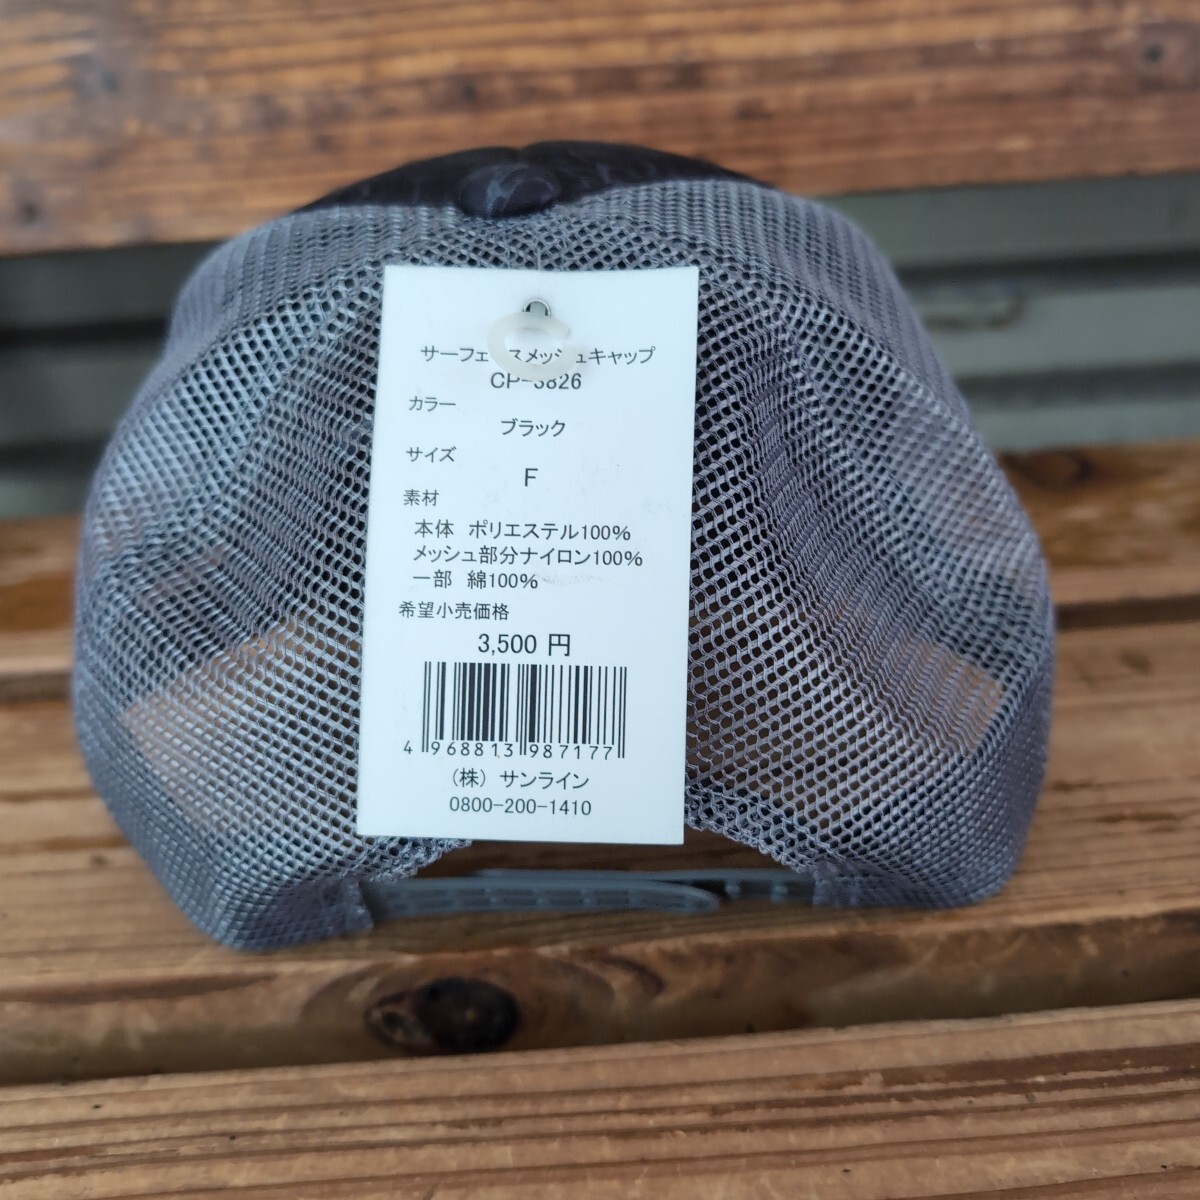 サーフェスメッシュキャップ
CP-3826
カラー
ブラック
サイズ
F
素材
本体 ポリエステル100%
メッシュ部分ナイロン100%
一部 綿100%
希望小売価格
3,500 円
4 968813 987177
(株) サンライン
0800-200-1410